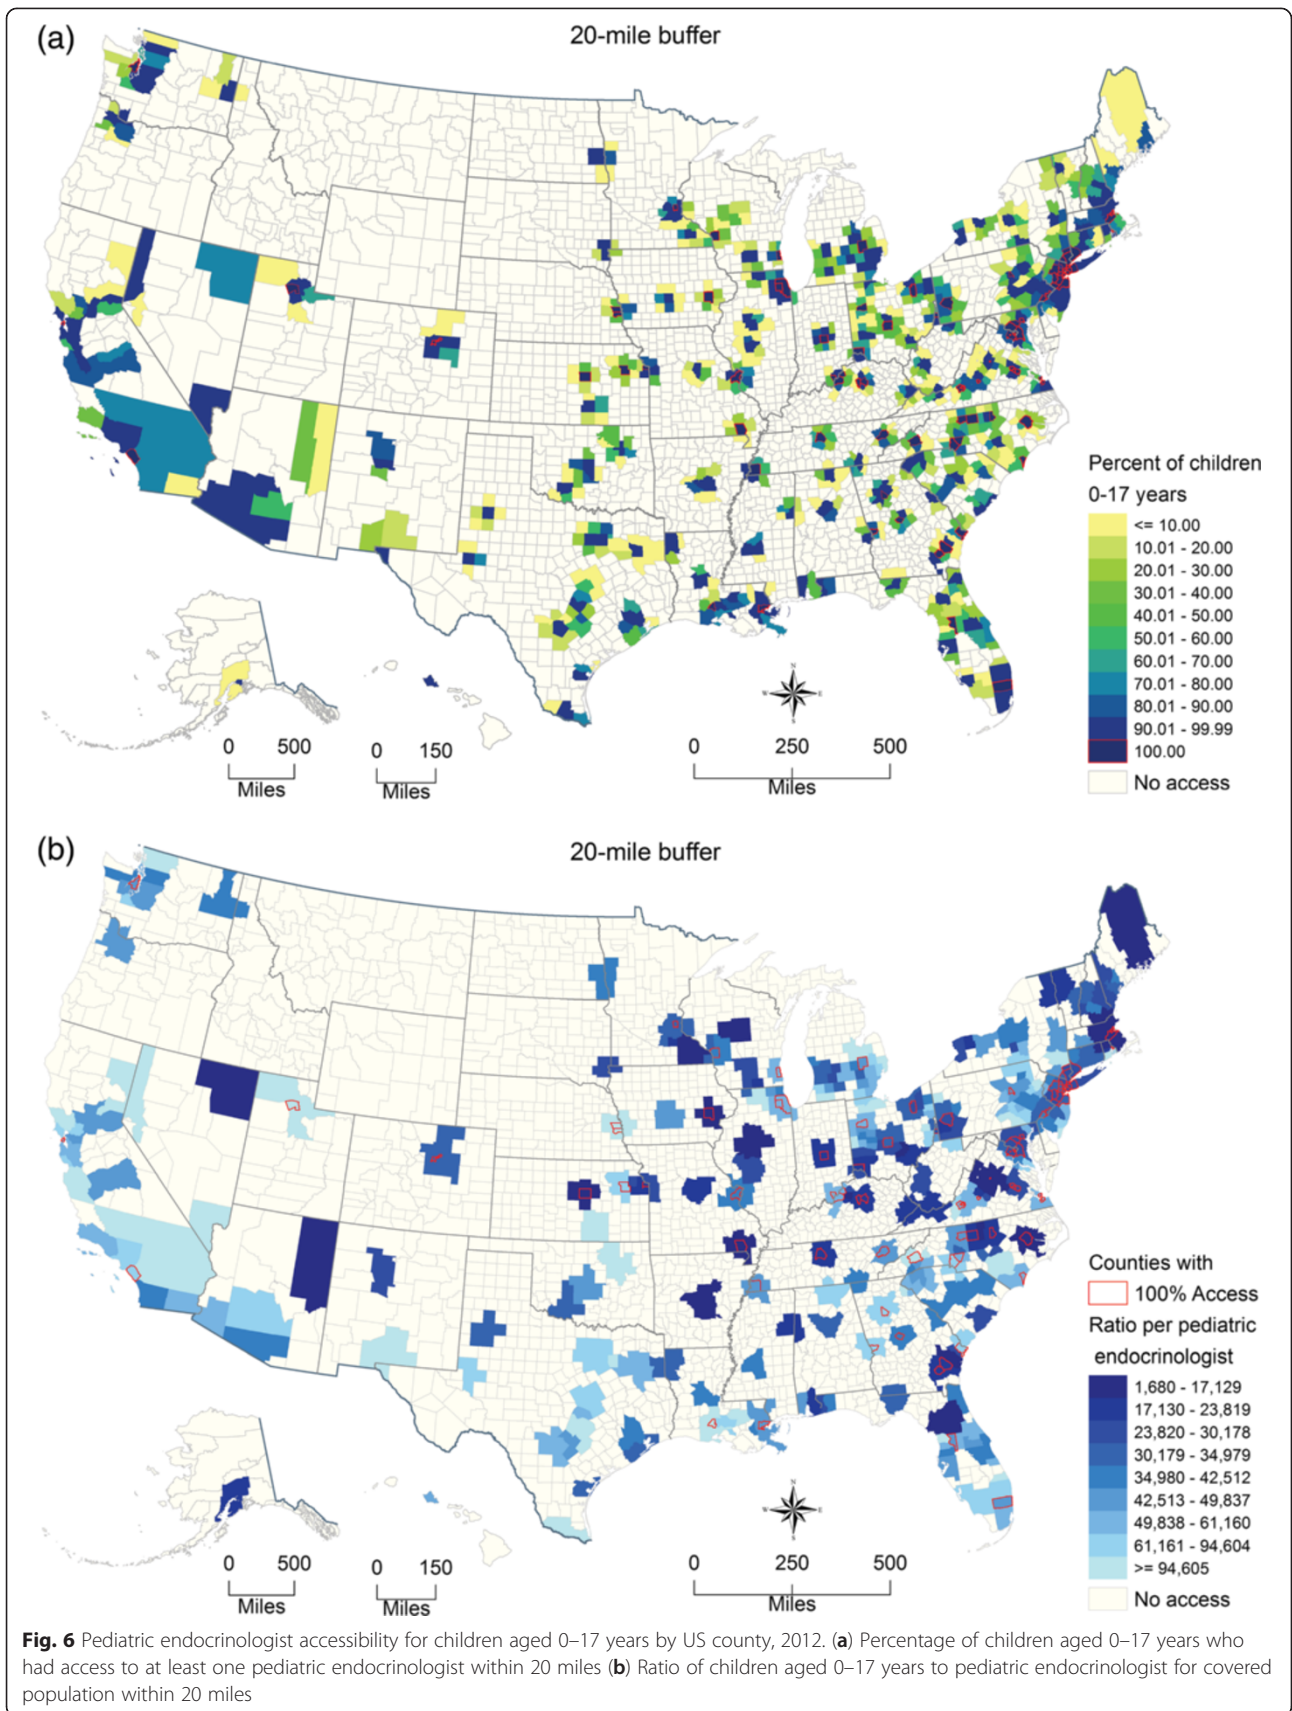 (a)
20-mile buffer
Percent of children
0-17 years
<= 10.00
10.01 - 20.00
20.01 - 30.00
30.01 - 40.00
40.01 - 50.00
50.01 - 60.00
60.01 - 70.00
70.01 - 80.00
80.01 - 90.00
90.01 - 99.99
100.00
No access
N
W E
S
0 500
Miles
0 150
Miles
0 250 500
Miles
(b)
20-mile buffer
Counties with
100% Access
Ratio per pediatric
endocrinologist
1,680 - 17,129
17,130 - 23,819
23,820 - 30,178
30,179 - 34,979
34,980 - 42,512
42,513 - 49,837
49,838 - 61,160
61,161 - 94,604
>= 94,605
No access
N
W E
S
0 500
Miles
0 150
Miles
0 250 500
Miles
Fig. 6 Pediatric endocrinologist accessibility for children aged 0–17 years by US county, 2012. (a) Percentage of children aged 0–17 years who
had access to at least one pediatric endocrinologist within 20 miles (b) Ratio of children aged 0–17 years to pediatric endocrinologist for covered
population within 20 miles